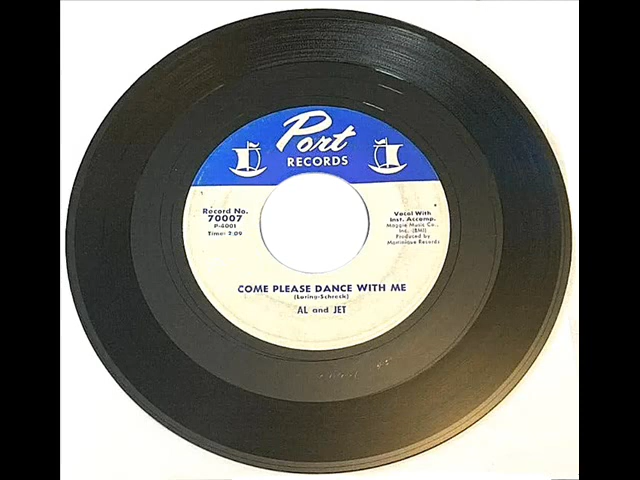 Port
RECORDS
Record No.
70007
P-4001
Time: 2:09
Vocal With
Inst. Accomp.
Maggie Music Co.,
Inc. (BMI)
Produced by
Martinique Records
COME PLEASE DANCE WITH ME
(Loring-Schreck)
AL and JET